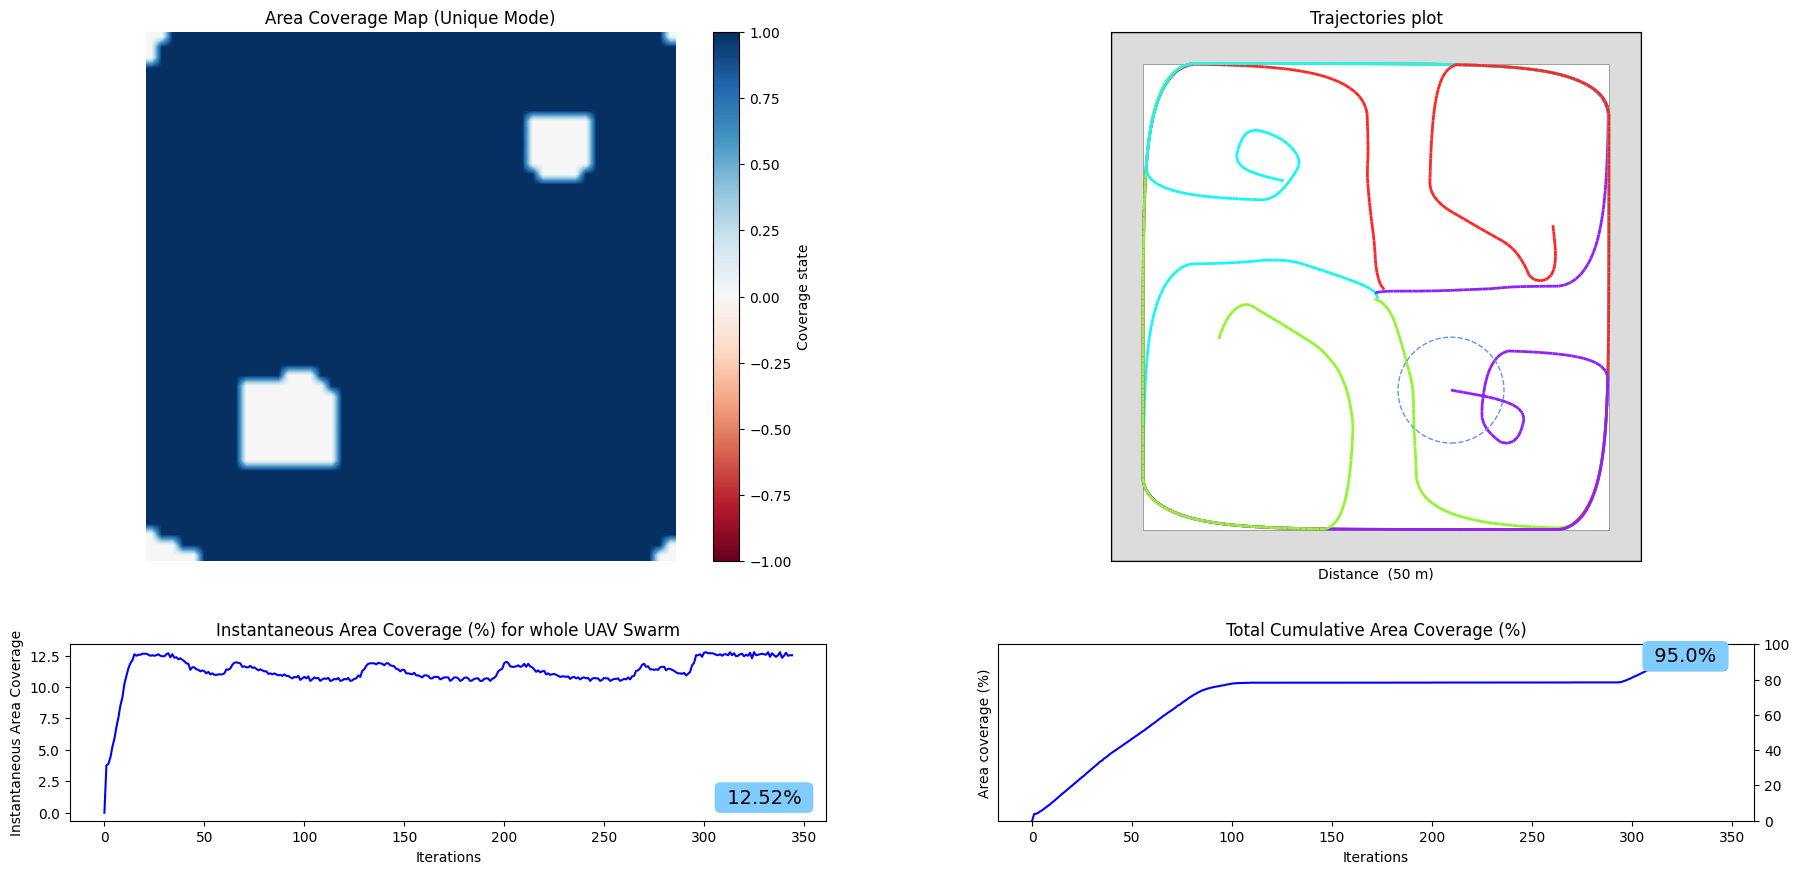 Area Coverage Map (Unique Mode)
1.00
0.75
0.50
0.25
0.00
−0.25
−0.50
−0.75
−1.00
Coverage state
Trajectories plot
Distance  (50 m)
Instantaneous Area Coverage (%) for whole UAV Swarm
Instantaneous Area Coverage
12.5
10.0
7.5
5.0
2.5
0.0
12.52%
0 50 100 150 200 250 300 350
Iterations
Total Cumulative Area Coverage (%)
Area coverage (%)
95.0%
100
80
60
40
20
0
0 50 100 150 200 250 300 350
Iterations